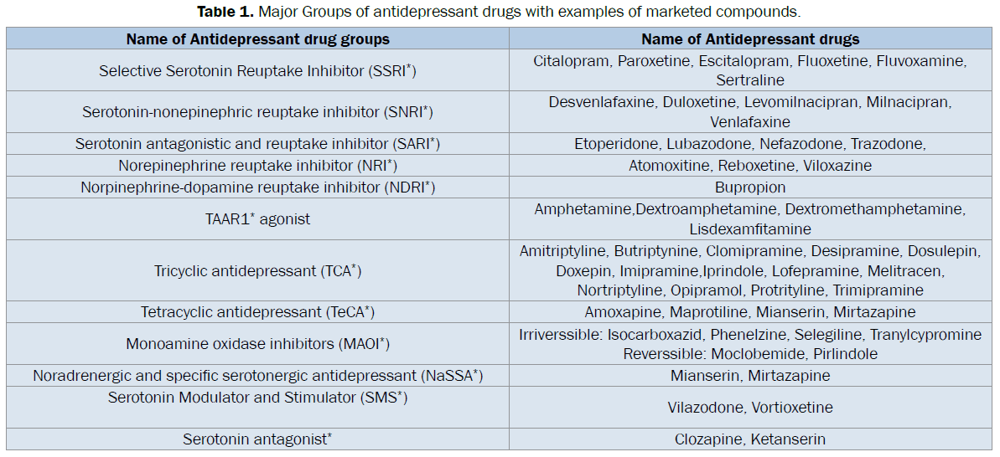 Table 1. Major Groups of antidepressant drugs with examples of marketed compounds.
Name of Antidepressant drug groups
Name of Antidepressant drugs
Selective Serotonin Reuptake Inhibitor (SSRI*)
Citalopram, Paroxetine, Escitalopram, Fluoxetine, Fluvoxamine,
Sertraline
Serotonin-nonepinephric reuptake inhibitor (SNRI*)
Desvenlafaxine, Duloxetine, Levomilnacipran, Milnacipran,
Venlafaxine
Serotonin antagonistic and reuptake inhibitor (SARI*)
Etoperidone, Lubazodone, Nefazodone, Trazodone,
Norepinephrine reuptake inhibitor (NRI*)
Atomoxitine, Reboxetine, Viloxazine
Norpinephrine-dopamine reuptake inhibitor (NDRI*)
Bupropion
TAAR1* agonist
Amphetamine,Dextroamphetamine, Dextromethamphetamine,
Lisdexamfitamine
Tricyclic antidepressant (TCA*)
Amitriptyline, Butriptynine, Clomipramine, Desipramine, Dosulepin,
Doxepin, Imipramine,Iprindole, Lofepramine, Melitracen,
Nortriptyline, Opipramol, Protrityline, Trimipramine
Tetracyclic antidepressant (TeCA*)
Amoxapine, Maprotiline, Mianserin, Mirtazapine
Monoamine oxidase inhibitors (MAOI*)
Irriverssible: Isocarboxazid, Phenelzine, Selegiline, Tranylcypromine
Reverssible: Moclobemide, Pirlindole
Noradrenergic and specific serotonergic antidepressant (NaSSA*)
Mianserin, Mirtazapine
Serotonin Modulator and Stimulator (SMS*)
Vilazodone, Vortioxetine
Serotonin antagonist*
Clozapine, Ketanserin